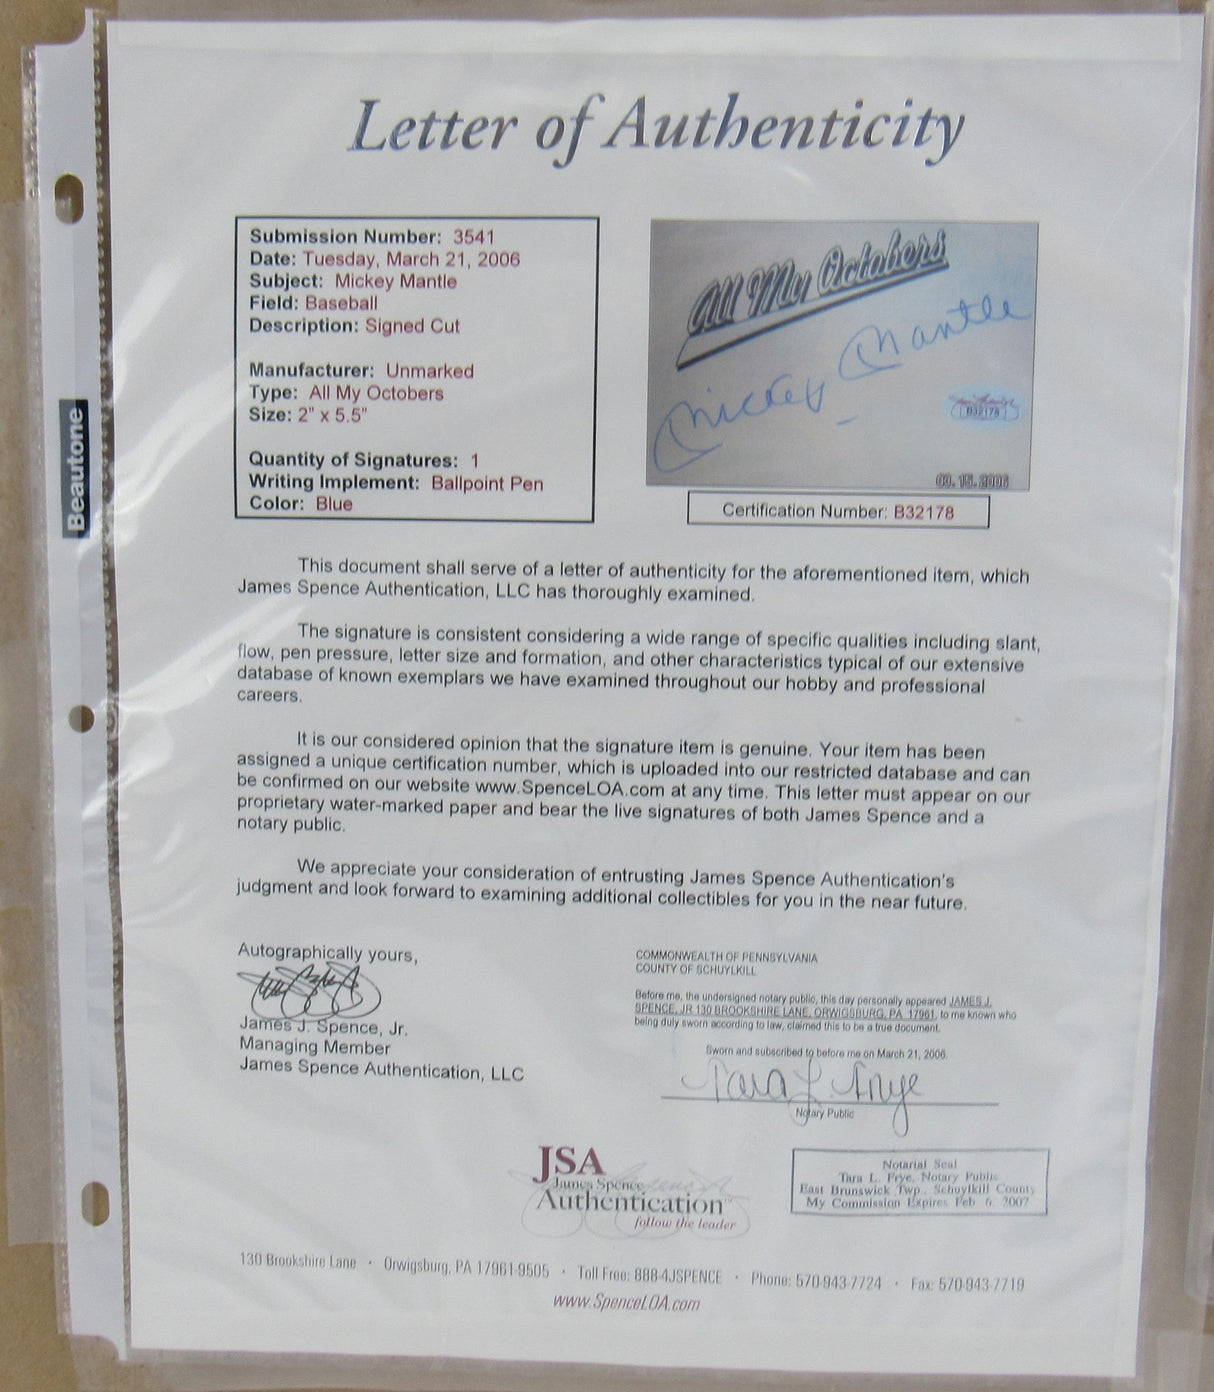 Letter of Authenticity
Submission Number: 3541
Date: Tuesday, March 21, 2006
Subject: Mickey Mantle
Field: Baseball
Description: Signed Cut
Manufacturer: Unmarked
Type: All My Octobers
Size: 2" x 5.5"
Quantity of Signatures: 1
Writing Implement: Ballpoint Pen
Color: Blue
All My Octobers
Mickey Mantle
B32178
03.15.2006
Certification Number: B32178
Beautone
This document shall serve of a letter of authenticity for the aforementioned item, which
James Spence Authentication, LLC has thoroughly examined.
The signature is consistent considering a wide range of specific qualities including slant,
flow, pen pressure, letter size and formation, and other characteristics typical of our extensive
database of known exemplars we have examined throughout our hobby and professional
careers.
It is our considered opinion that the signature item is genuine. Your item has been
assigned a unique certification number, which is uploaded into our restricted database and can
be confirmed on our website www.SpenceLOA.com at any time. This letter must appear on our
proprietary water-marked paper and bear the live signatures of both James Spence and a
notary public.
We appreciate your consideration of entrusting James Spence Authentication's
judgment and look forward to examining additional collectibles for you in the near future.
Autographically yours,
James J. Spence, Jr.
Managing Member
James Spence Authentication, LLC
COMMONWEALTH OF PENNSYLVANIA
COUNTY OF SCHUYLKILL
Before me, the undersigned notary public, this day personally appeared JAMES J.
SPENCE, JR 130 BROOKSHIRE LANE, ORWIGSBURG, PA 17961, to me known who
being duly sworn according to law, claimed this to be a true document.
Sworn and subscribed to before me on March 21, 2006.
Tara L. Frye
Notary Public
JSA
James Spence
Authentication™
follow the leader
Notarial Seal
Tara L. Frye, Notary Public
East Brunswick Twp., Schuylkill County
My Commission Expires Feb 6, 2007
130 Brookshire Lane · Orwigsburg, PA 17961-9505 · Toll Free: 888-4JSPENCE · Phone: 570-943-7724 · Fax: 570-943-7719
www.SpenceLOA.com